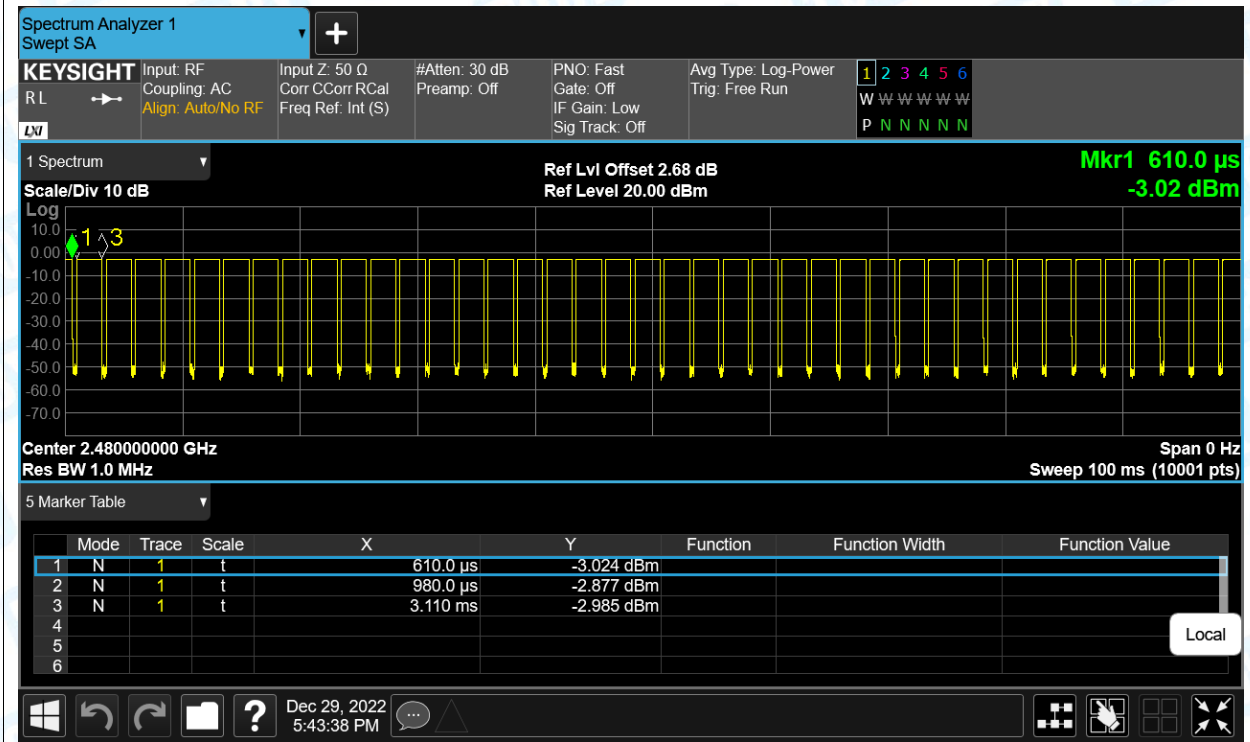 Spectrum Analyzer 1
Swept SA
+
KEYSIGHT Input: RF Input Z: 50 Ω #Atten: 30 dB PNO: Fast Avg Type: Log-Power 1 2 3 4 5 6
R L Coupling: AC Corr CCorr RCal Preamp: Off Gate: Off Trig: Free Run W W W W W W
Align: Auto/No RF Freq Ref: Int (S) IF Gain: Low P N N N N N
LXI Sig Track: Off
1 Spectrum Ref Lvl Offset 2.68 dB Mkr1 610.0 µs
Scale/Div 10 dB Ref Level 20.00 dBm -3.02 dBm
Log
10.0 1 3
0.00
-10.0
-20.0
-30.0
-40.0
-50.0
-60.0
-70.0
Center 2.480000000 GHz Span 0 Hz
Res BW 1.0 MHz Sweep 100 ms (10001 pts)
5 Marker Table
Mode Trace Scale X Y Function Function Width Function Value
1 N 1 t 610.0 µs -3.024 dBm
2 N 1 t 980.0 µs -2.877 dBm
3 N 1 t 3.110 ms -2.985 dBm
4
5
6
Local
? Dec 29, 2022
5:43:38 PM